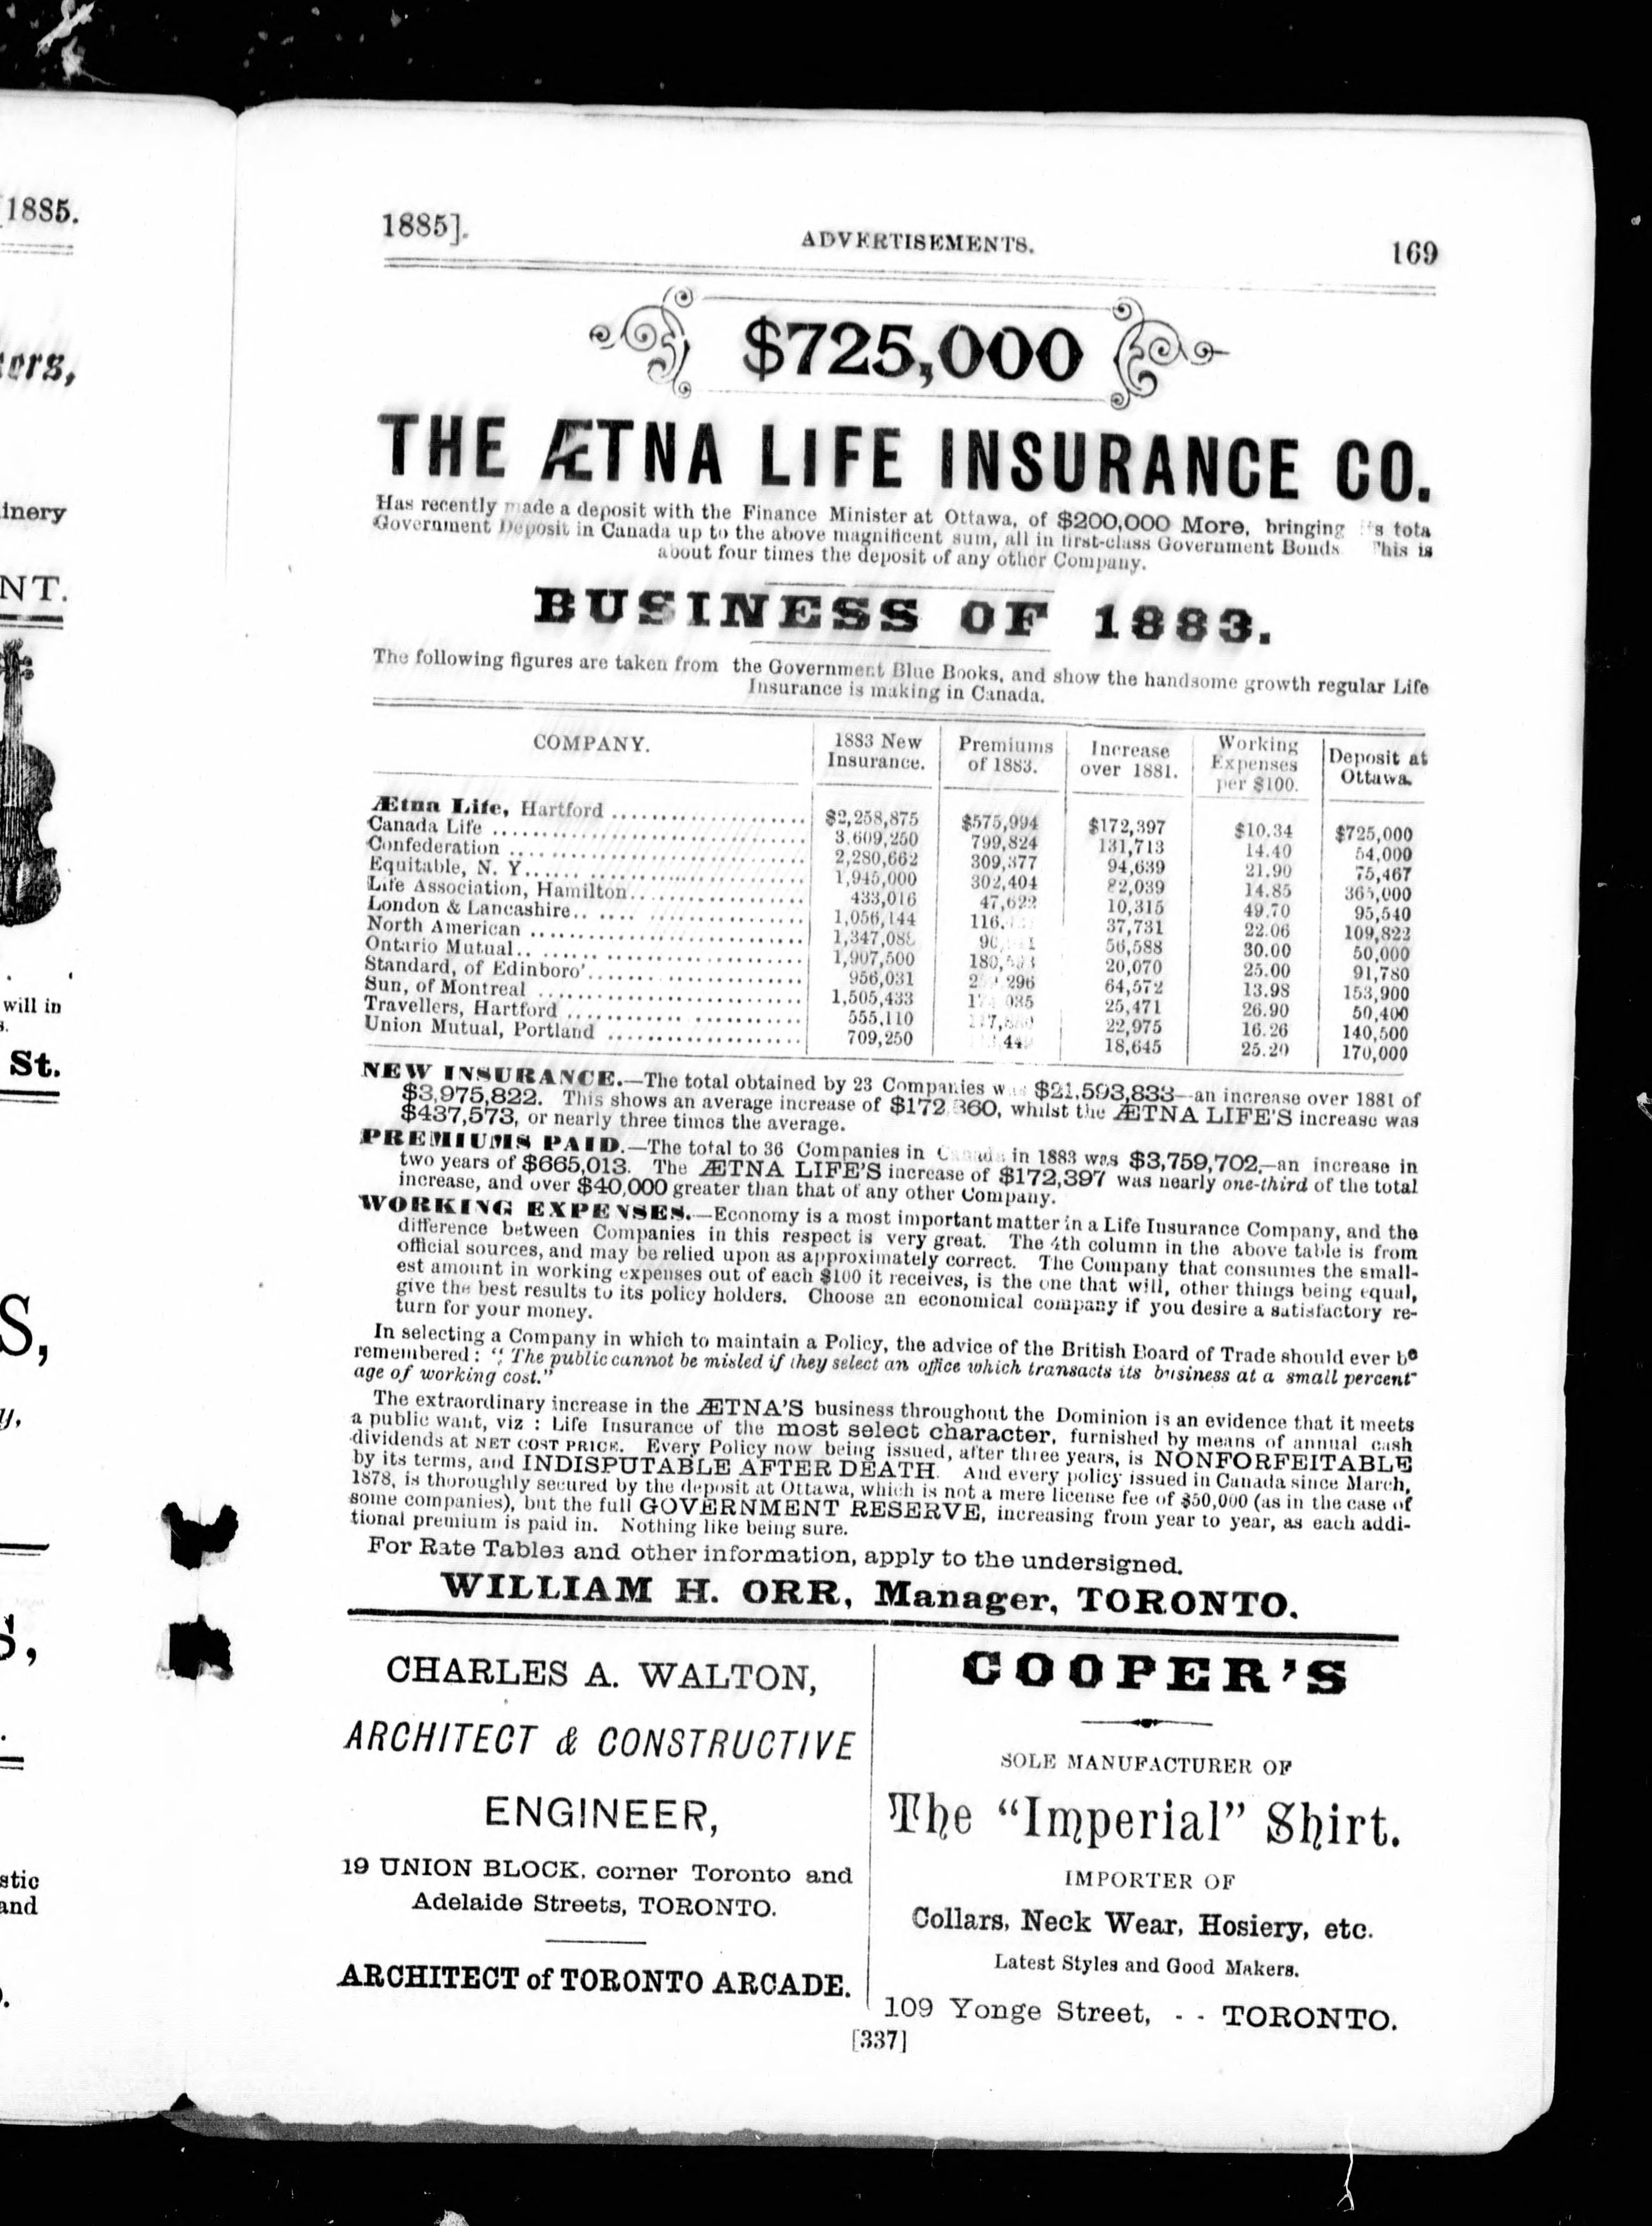 1885.
ers,
inery
NT.
will in
St.
S,
y,
S,
stic
and
1885].
ADVERTISEMENTS.
169
$725,000
THE ÆTNA LIFE INSURANCE CO.
Has recently made a deposit with the Finance Minister at Ottawa, of $200,000 More, bringing tota
Government Deposit in Canada up to the above magnificent sum, all in first-class Government Bonds This is
about four times the deposit of any other Company.
BUSINESS OF 1883.
The following figures are taken from the Government Blue Books, and show the handsome growth regular Life
Insurance is making in Canada.
COMPANY. 1883 New Insurance. Premiums of 1883. Increase over 1881. Working Expenses per $100. Deposit at Ottawa.
Ætna Life, Hartford .................... $2,258,875 $575,994 $172,397 $10.34 $725,000
Canada Life .................... 3,609,250 799,824 131,713 14.40 54,000
Confederation .................... 2,280,662 309,377 94,639 21.90 75,467
Equitable, N. Y. .................... 1,945,000 302,404 82,039 14.85 365,000
Life Association, Hamilton .................... 433,016 47,622 10,315 49.70 95,540
London & Lancashire .................... 1,056,144 37,731 22.06 109,822
North American .................... 1,347,088 56,588 30.00 50,000
Ontario Mutual .................... 1,907,500 20,070 25.00 91,780
Standard, of Edinboro' .................... 956,031 64,572 13.98 153,900
Sun, of Montreal .................... 1,505,433 25,471 26.90 50,400
Travellers, Hartford .................... 555,110 22,975 16.26 140,500
Union Mutual, Portland .................... 709,250 18,645 25.20 170,000
NEW INSURANCE.—The total obtained by 23 Companies was $21,593,833—an increase over 1881 of
$3,975,822. This shows an average increase of $172,360, whilst the ÆTNA LIFE'S increase was
$437,573, or nearly three times the average.
PREMIUMS PAID.—The total to 36 Companies in Canada in 1883 was $3,759,702,—an increase in
two years of $665,013. The ÆTNA LIFE'S increase of $172,397 was nearly one-third of the total
increase, and over $40,000 greater than that of any other Company.
WORKING EXPENSES.—Economy is a most important matter in a Life Insurance Company, and the
difference between Companies in this respect is very great. The 4th column in the above table is from
official sources, and may be relied upon as approximately correct. The Company that consumes the small-
est amount in working expenses out of each $100 it receives, is the one that will, other things being equal,
give the best results to its policy holders. Choose an economical company if you desire a satisfactory re-
turn for your money.
In selecting a Company in which to maintain a Policy, the advice of the British Board of Trade should ever be
remembered: "The public cannot be misled if they select an office which transacts its business at a small percent-
age of working cost."
The extraordinary increase in the ÆTNA'S business throughout the Dominion is an evidence that it meets
a public want, viz : Life Insurance of the most select character, furnished by means of annual cash
dividends at NET COST PRICE. Every Policy now being issued, after three years, is NONFORFEITABLE
by its terms, and INDISPUTABLE AFTER DEATH. And every policy issued in Canada since March,
1878, is thoroughly secured by the deposit at Ottawa, which is not a mere license fee of $50,000 (as in the case of
some companies), but the full GOVERNMENT RESERVE, increasing from year to year, as each addi-
tional premium is paid in. Nothing like being sure.
For Rate Tables and other information, apply to the undersigned.
WILLIAM H. ORR, Manager, TORONTO.
CHARLES A. WALTON,
ARCHITECT & CONSTRUCTIVE
ENGINEER,
19 UNION BLOCK, corner Toronto and
Adelaide Streets, TORONTO.
ARCHITECT of TORONTO ARCADE.
COOPER'S
SOLE MANUFACTURER OF
The "Imperial" Shirt.
IMPORTER OF
Collars, Neck Wear, Hosiery, etc.
Latest Styles and Good Makers.
109 Yonge Street, - - TORONTO.
[337]